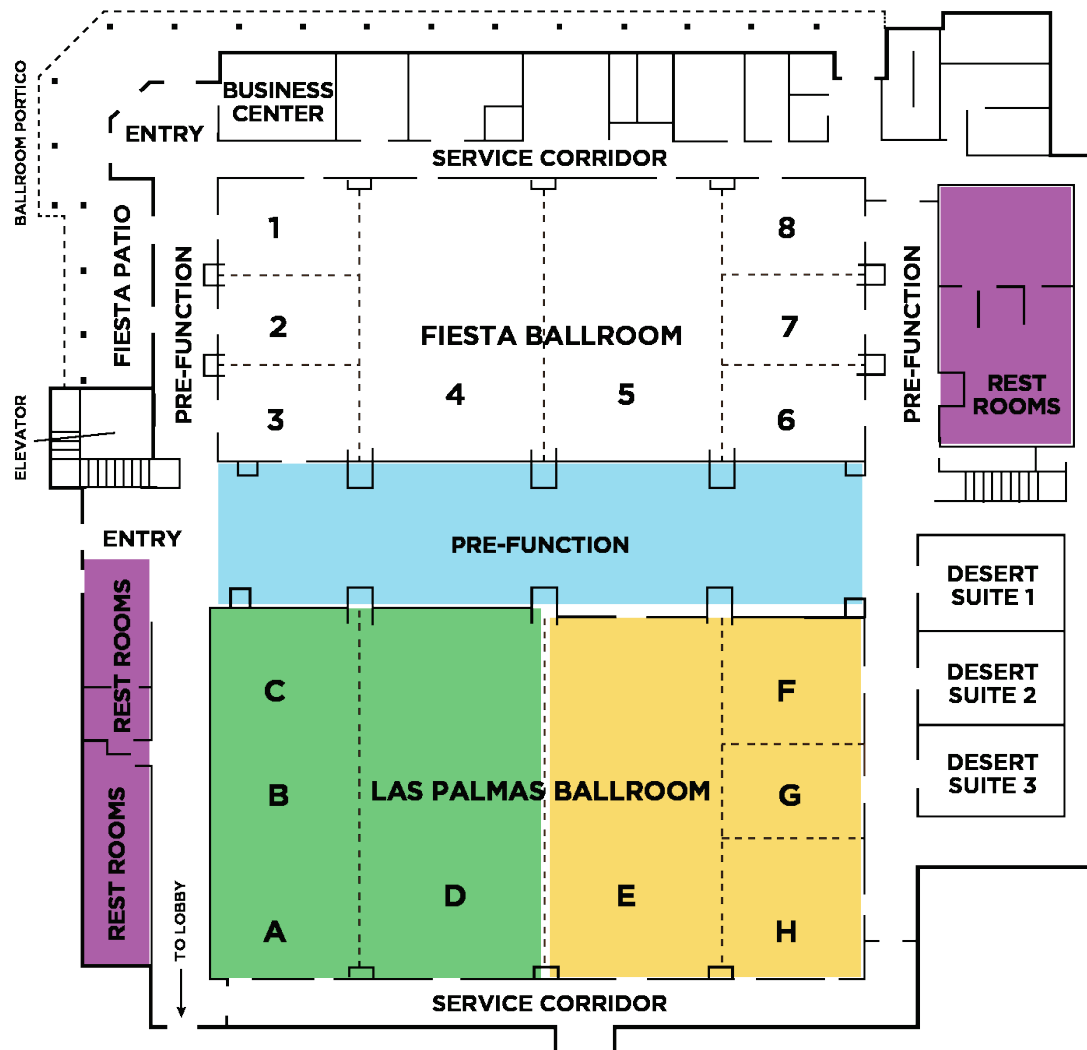 BUSINESS
CENTER
BALLROOM PORTICO
ENTRY
SERVICE CORRIDOR
FIESTA PATIO
PRE-FUNCTION
1
8
2
7
FIESTA BALLROOM
4
5
3
6
PRE-FUNCTION
REST
ROOMS
ELEVATOR
ENTRY
PRE-FUNCTION
DESERT
SUITE 1
REST ROOMS
C
F
DESERT
SUITE 2
B
LAS PALMAS BALLROOM
G
DESERT
SUITE 3
REST ROOMS
D
E
A
H
TO LOBBY
SERVICE CORRIDOR